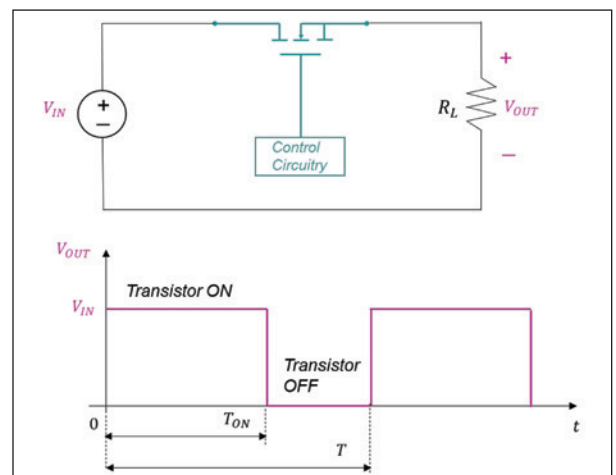 V_IN
+
−
Control
Circuitry
R_L
+
V_OUT
−
V_OUT
V_IN
Transistor ON
Transistor
OFF
0
T_ON
T
t